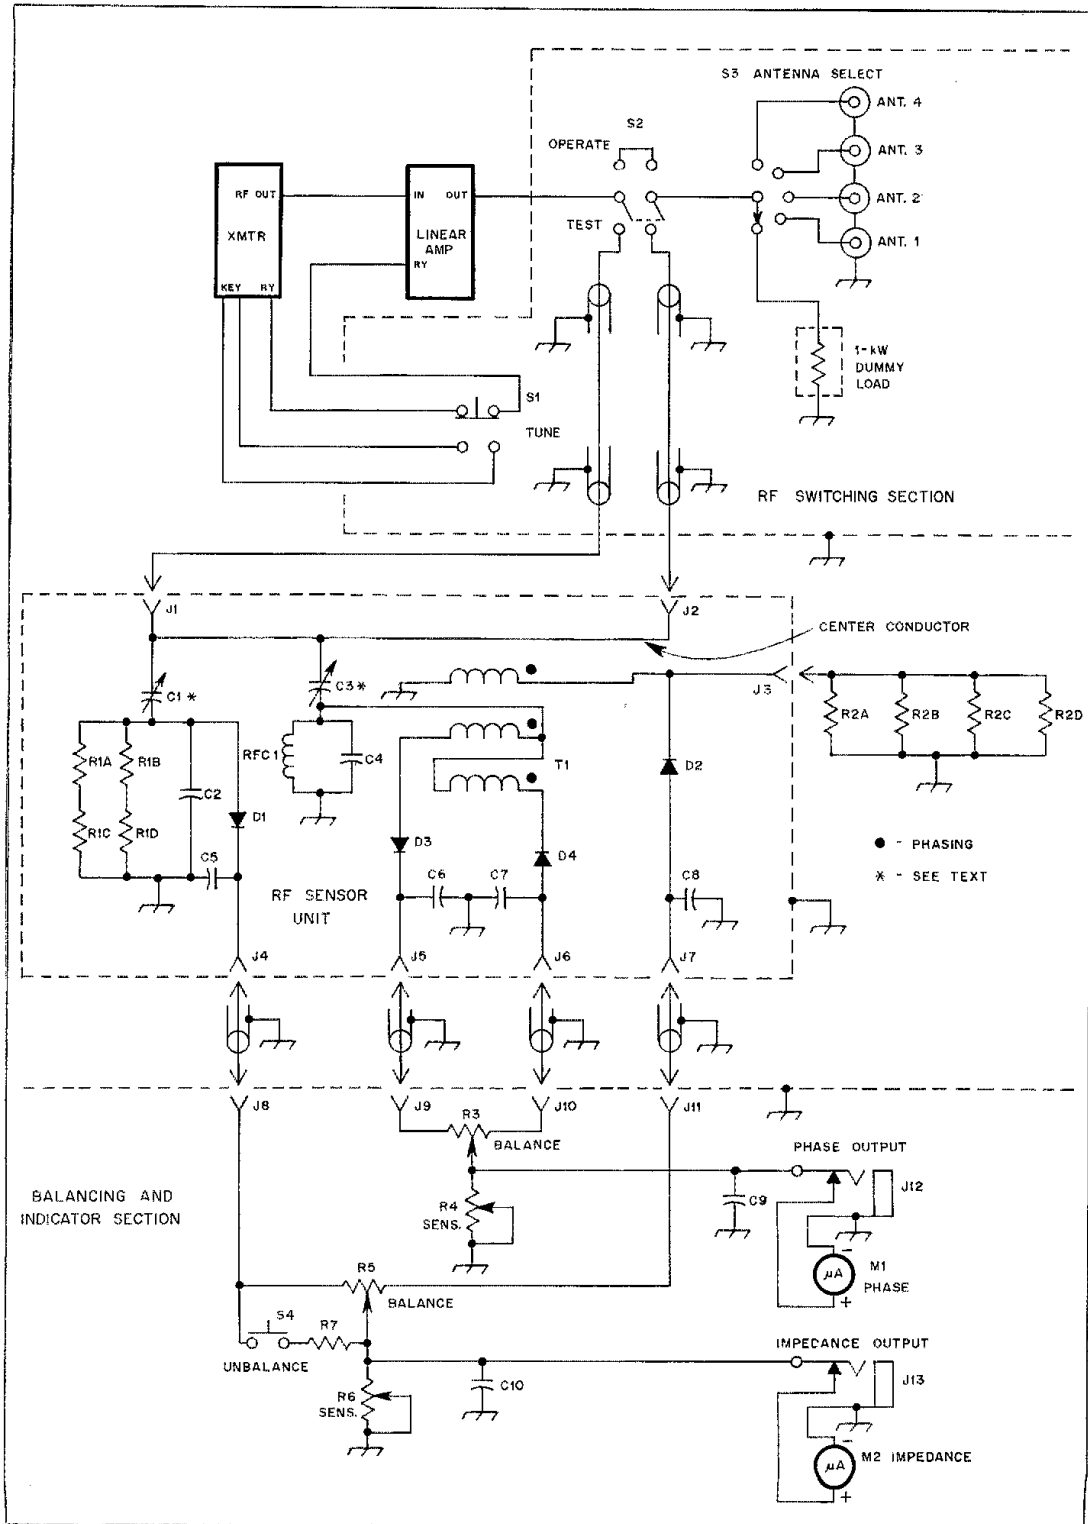 S3 ANTENNA SELECT
ANT. 4
ANT. 3
ANT. 2
ANT. 1
S2
OPERATE
TEST
RF OUT
XMTR
KEY RY
IN OUT
LINEAR
AMP
RY
1-kW
DUMMY
LOAD
S1
TUNE
RF SWITCHING SECTION
J1
J2
CENTER CONDUCTOR
C1*
C3*
J3
R2A
R2B
R2C
R2D
R1A
R1B
C2
D1
RFC1
C4
T1
D2
R1C
R1D
C5
D3
D4
C6
C7
C8
● - PHASING
* - SEE TEXT
RF SENSOR
UNIT
J4
J5
J6
J7
J8
J9
J10
J11
R3
BALANCE
PHASE OUTPUT
J12
BALANCING AND
INDICATOR SECTION
R4
SENS.
C9
R5
BALANCE
-
µA
+
M1
PHASE
S4
R7
UNBALANCE
IMPEDANCE OUTPUT
J13
R6
SENS.
C10
-
µA
+
M2 IMPEDANCE